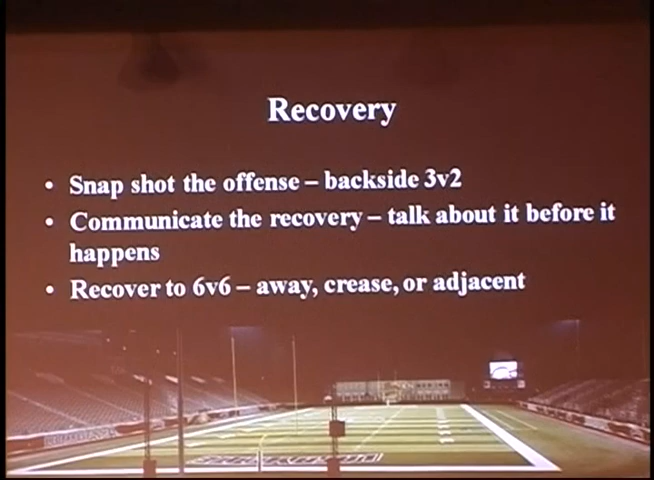 Recovery
• Snap shot the offense – backside 3v2
• Communicate the recovery – talk about it before it
happens
• Recover to 6v6 – away, crease, or adjacent